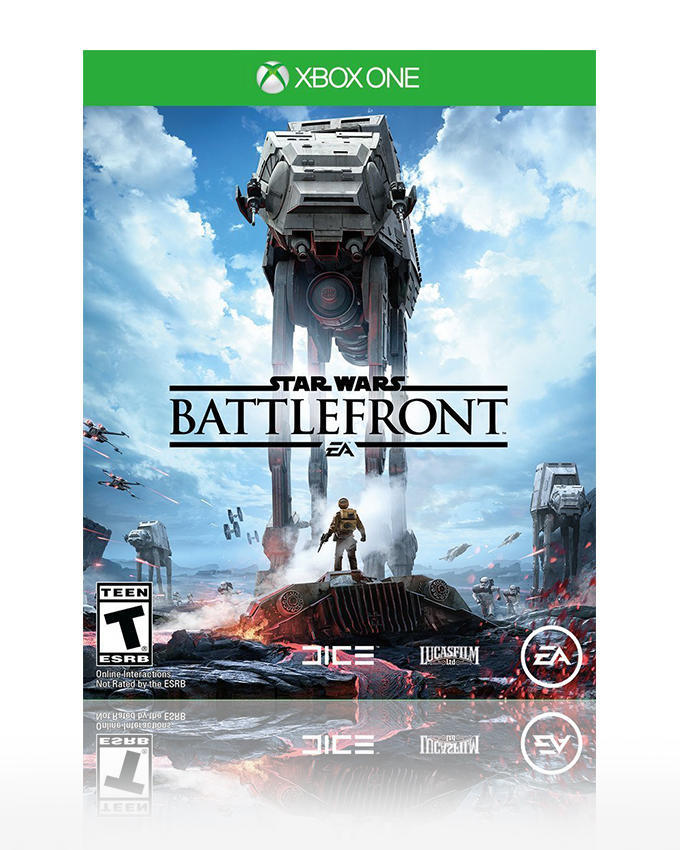 XBOX ONE
STAR WARS
BATTLEFRONT
EA
TEEN
T
ESRB
Online Interactions
Not Rated by the ESRB
DICE
LUCASFILM
Ltd
EA